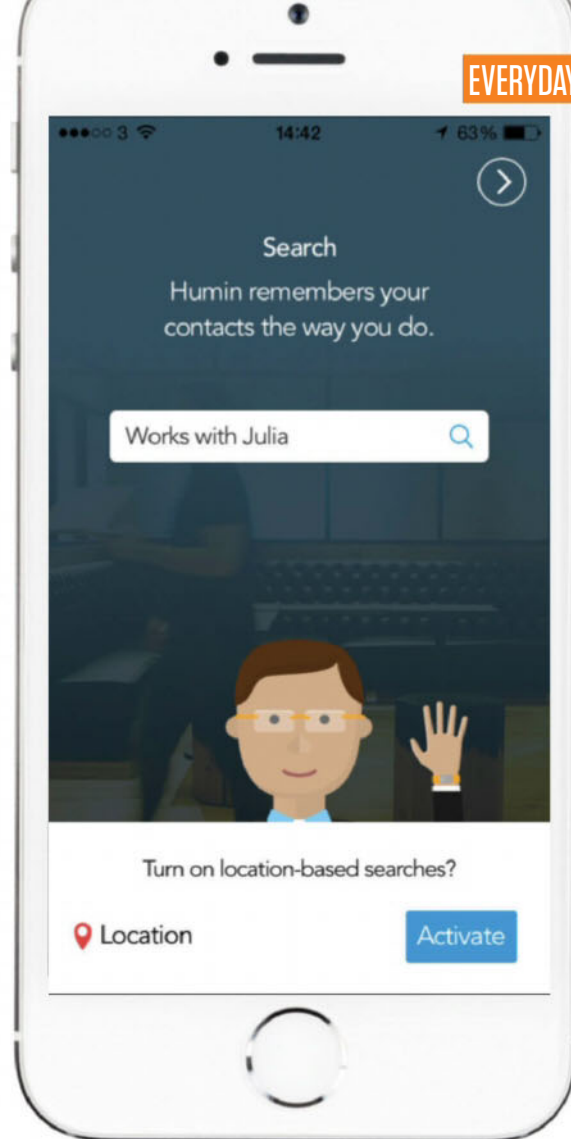 EVERYDAY
3 14:42 63%
Search
Humin remembers your
contacts the way you do.
Works with Julia
Turn on location-based searches?
Location Activate